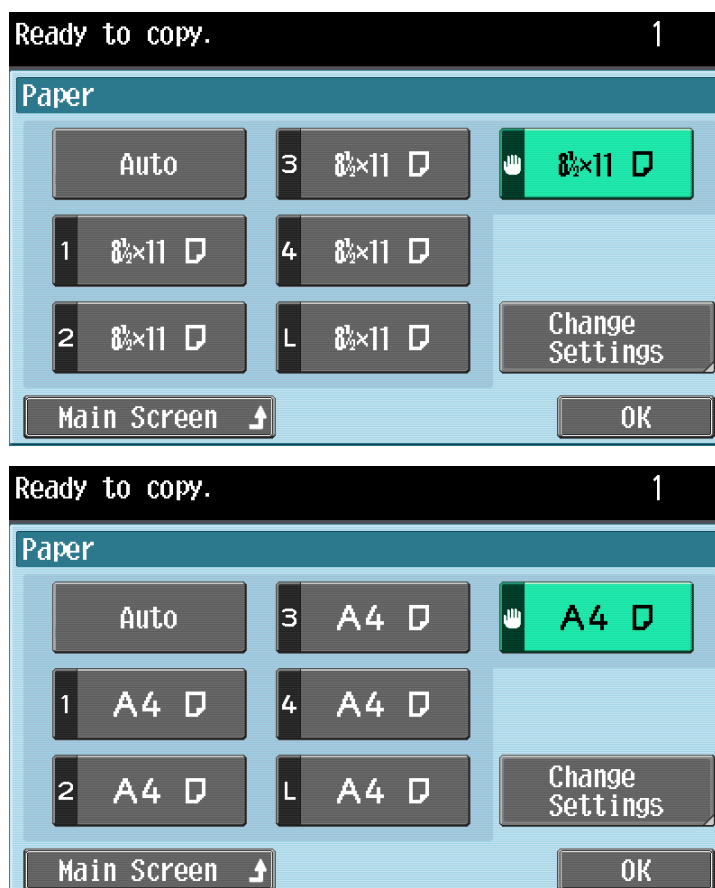 Ready to copy. 1
Paper
Auto 3 8½×11 8½×11
1 8½×11 4 8½×11
2 8½×11 L 8½×11 Change Settings
Main Screen OK
Ready to copy. 1
Paper
Auto 3 A4 A4
1 A4 4 A4
2 A4 L A4 Change Settings
Main Screen OK